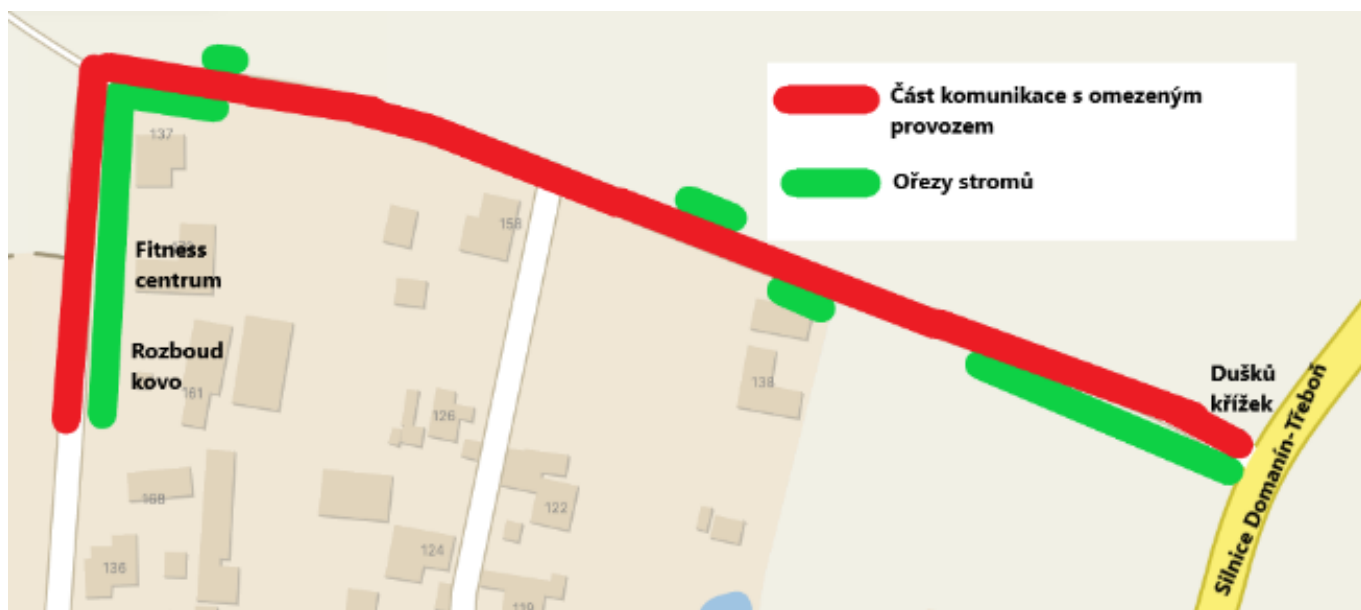 Část komunikace s omezeným
provozem
Ořezy stromů
137
158
Fitness
centrum
Rozboud
kovo
161
126
138
Dušků
křížek
Silnice Domanín-Třeboň
168
122
124
136
119